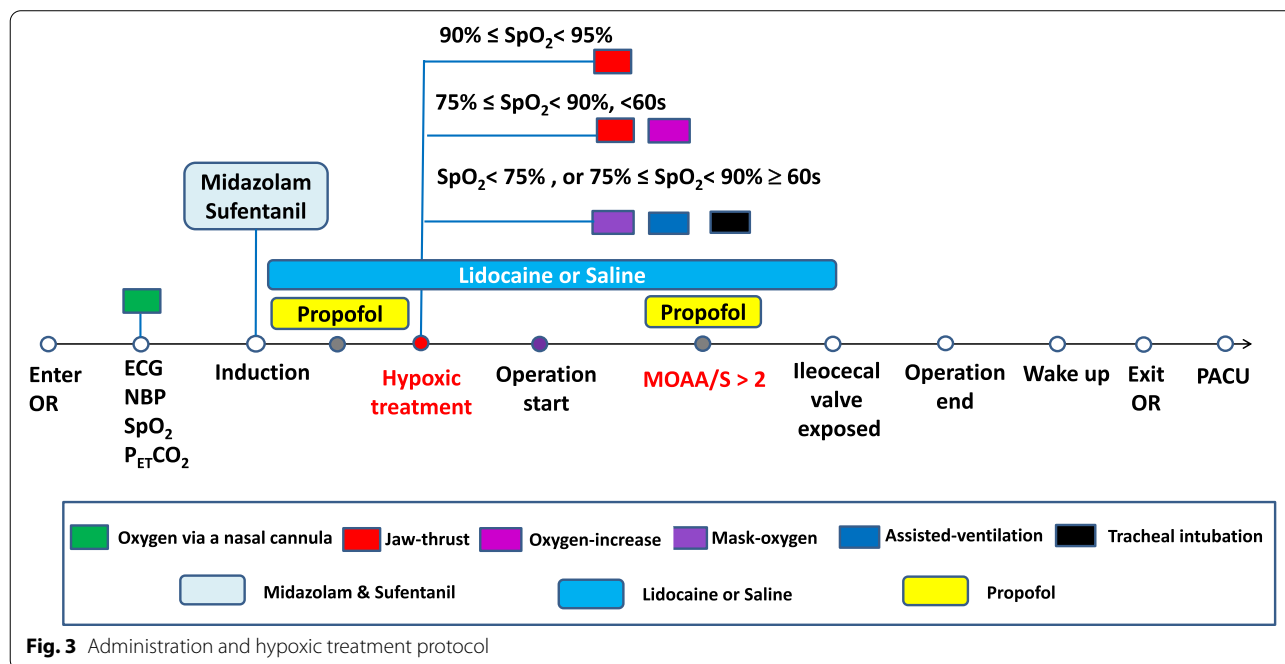 90% ≤ SpO₂< 95%
75% ≤ SpO₂< 90%, <60s
SpO₂< 75% , or 75% ≤ SpO₂< 90% ≥ 60s
Midazolam
Sufentanil
Lidocaine or Saline
Propofol
Propofol
Enter
OR
ECG
NBP
SpO₂
P_ETCO₂
Induction
Hypoxic
treatment
Operation
start
MOAA/S > 2
Ileocecal
valve
exposed
Operation
end
Wake up
Exit
OR
PACU
Oxygen via a nasal cannula
Jaw-thrust
Oxygen-increase
Mask-oxygen
Assisted-ventilation
Tracheal intubation
Midazolam & Sufentanil
Lidocaine or Saline
Propofol
Fig. 3 Administration and hypoxic treatment protocol